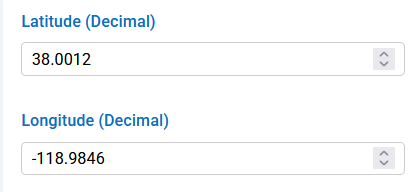 Latitude (Decimal)
38.0012
Longitude (Decimal)
-118.9846